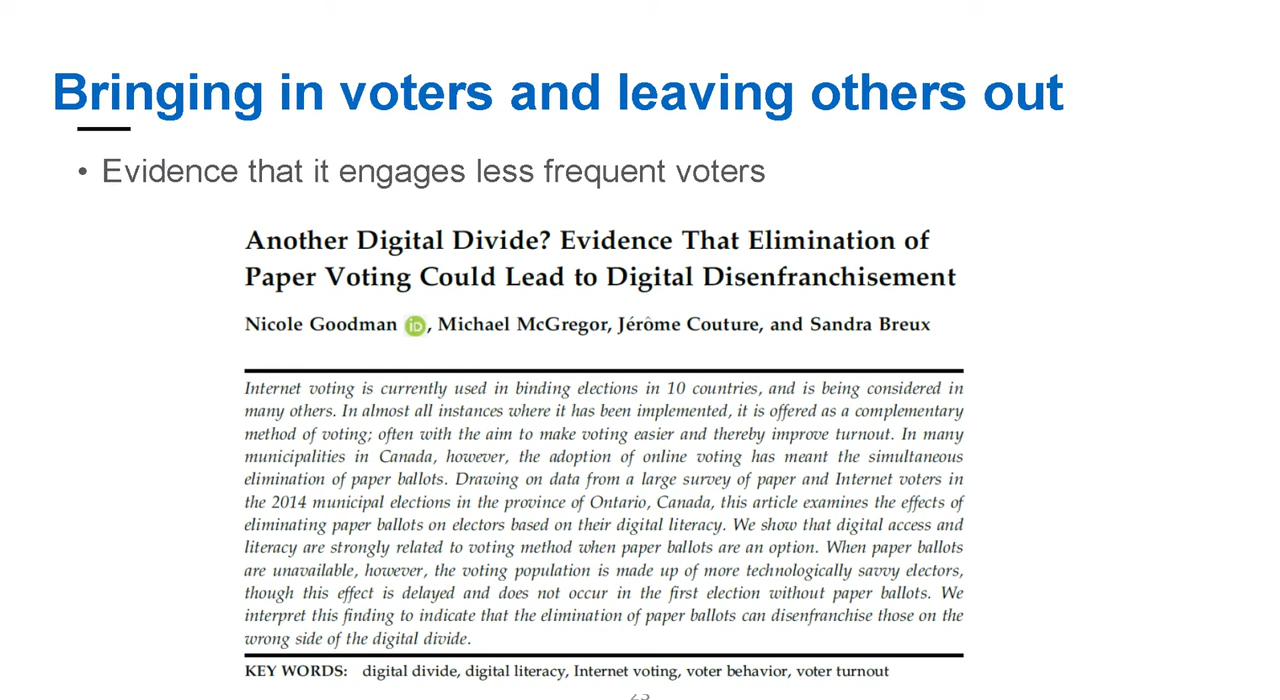 Bringing in voters and leaving others out
• Evidence that it engages less frequent voters
Another Digital Divide? Evidence That Elimination of
Paper Voting Could Lead to Digital Disenfranchisement
Nicole Goodman iD, Michael McGregor, Jérôme Couture, and Sandra Breux
Internet voting is currently used in binding elections in 10 countries, and is being considered in
many others. In almost all instances where it has been implemented, it is offered as a complementary
method of voting; often with the aim to make voting easier and thereby improve turnout. In many
municipalities in Canada, however, the adoption of online voting has meant the simultaneous
elimination of paper ballots. Drawing on data from a large survey of paper and Internet voters in
the 2014 municipal elections in the province of Ontario, Canada, this article examines the effects of
eliminating paper ballots on electors based on their digital literacy. We show that digital access and
literacy are strongly related to voting method when paper ballots are an option. When paper ballots
are unavailable, however, the voting population is made up of more technologically savvy electors,
though this effect is delayed and does not occur in the first election without paper ballots. We
interpret this finding to indicate that the elimination of paper ballots can disenfranchise those on the
wrong side of the digital divide.
KEY WORDS: digital divide, digital literacy, Internet voting, voter behavior, voter turnout